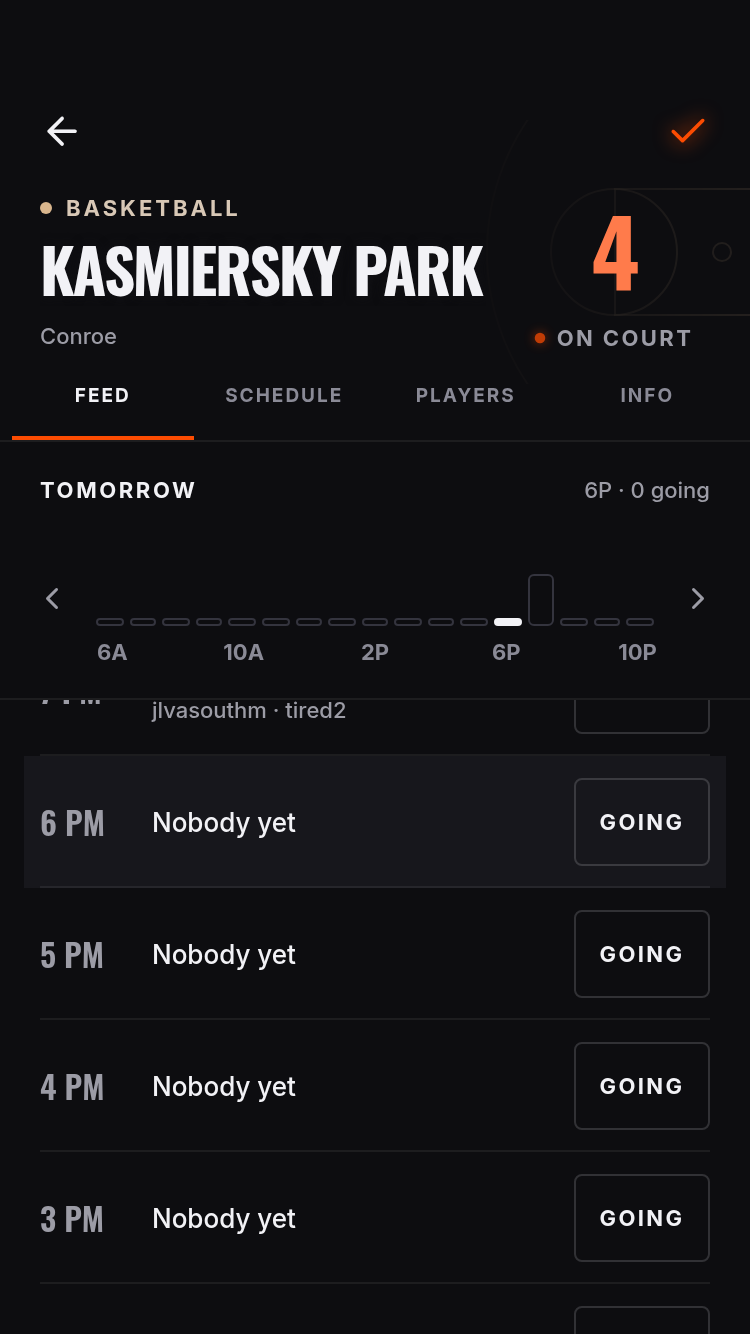 BASKETBALL
KASMIERSKY PARK
4
Conroe
ON COURT
FEED SCHEDULE PLAYERS INFO
TOMORROW 6P · 0 going
6A 10A 2P 6P 10P
jlvasouthm · tired2
6 PM Nobody yet GOING
5 PM Nobody yet GOING
4 PM Nobody yet GOING
3 PM Nobody yet GOING